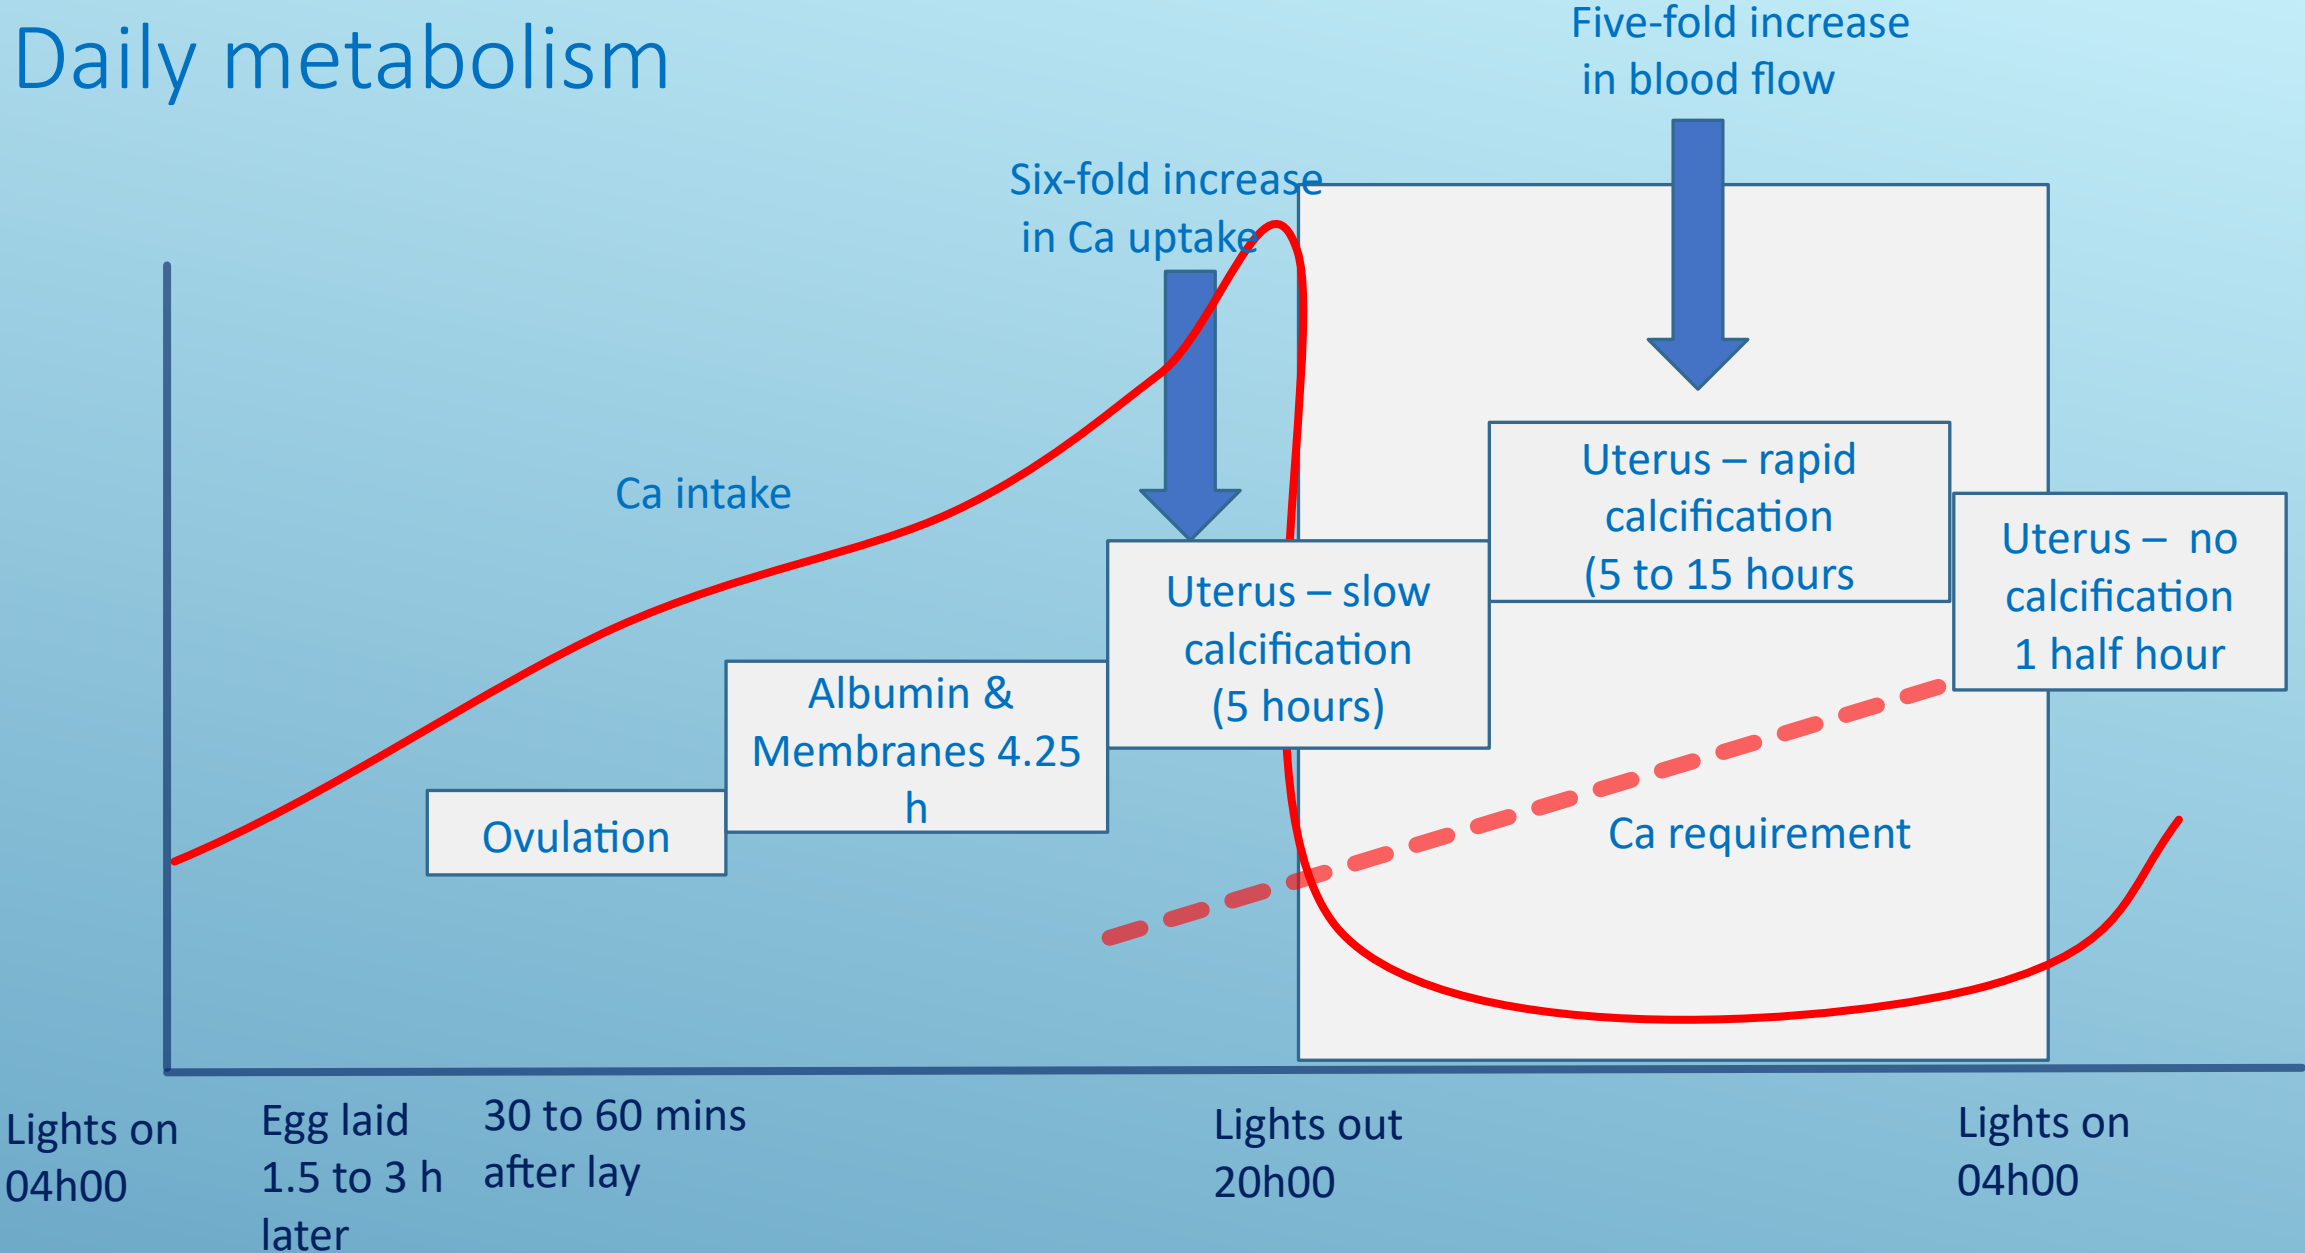 Daily metabolism
Five-fold increase
in blood flow
Six-fold increase
in Ca uptake
Ca intake
Uterus – rapid
calcification
(5 to 15 hours
Uterus – no
calcification
1 half hour
Uterus – slow
calcification
(5 hours)
Albumin &
Membranes 4.25
h
Ovulation
Ca requirement
Lights on
04h00
Egg laid
1.5 to 3 h
later
30 to 60 mins
after lay
Lights out
20h00
Lights on
04h00